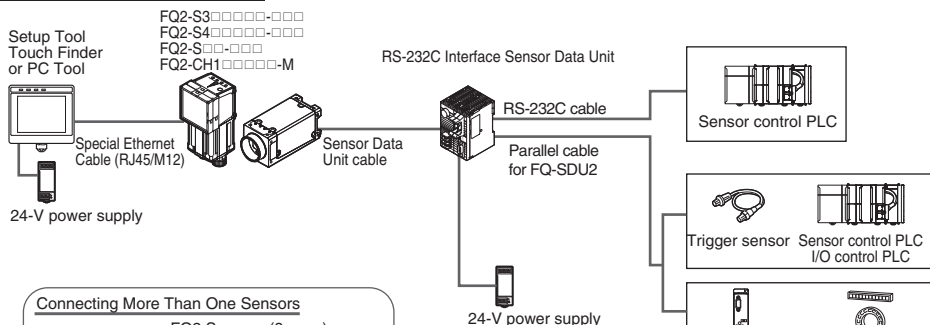 FQ2-S3□□□□□-□□□
FQ2-S4□□□□□-□□□
FQ2-S□□-□□□
FQ2-CH1□□□□□-M
Setup Tool
Touch Finder
or PC Tool
RS-232C Interface Sensor Data Unit
RS-232C cable
Sensor control PLC
Special Ethernet
Cable (RJ45/M12)
Sensor Data
Unit cable
Parallel cable
for FQ-SDU2
24-V power supply
Trigger sensor
Sensor control PLC
I/O control PLC
24-V power supply
Connecting More Than One Sensors